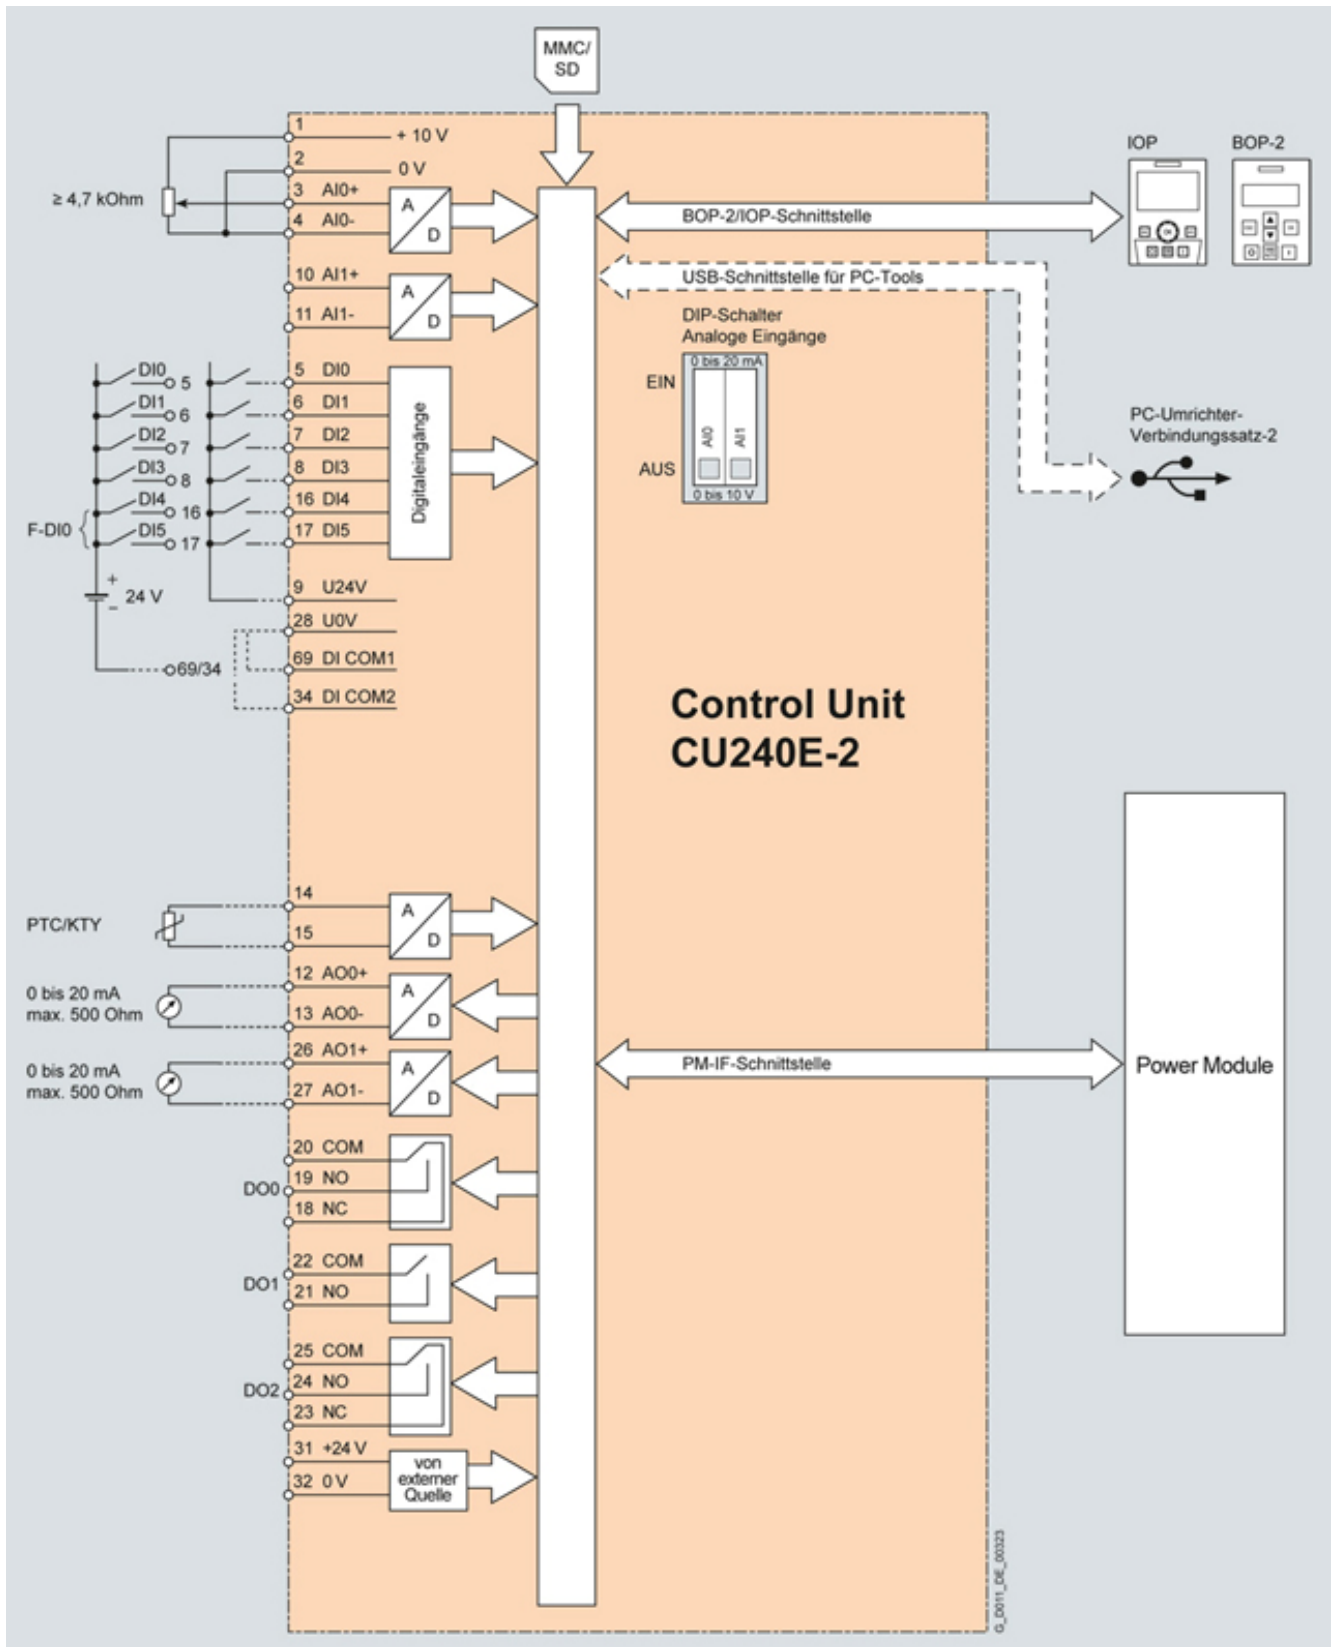 MMC/
SD
1
+ 10 V
2
0 V
≥ 4,7 kOhm
3 AI0+
4 AI0-
A
D
10 AI1+
11 AI1-
A
D
BOP-2/IOP-Schnittstelle
IOP
BOP-2
USB-Schnittstelle für PC-Tools
DIP-Schalter
Analoge Eingänge
0 bis 20 mA
EIN
AI0
AI1
AUS
0 bis 10 V
PC-Umrichter-
Verbindungssatz-2
DI0 5
DI1 6
DI2 7
DI3 8
DI4 16
DI5 17
F-DI0
+
24 V
–
69/34
5 DI0
6 DI1
7 DI2
8 DI3
16 DI4
17 DI5
Digitaleingänge
9 U24V
28 U0V
69 DI COM1
34 DI COM2
Control Unit
CU240E-2
PTC/KTY
14
15
A
D
0 bis 20 mA
max. 500 Ohm
12 AO0+
13 AO0-
A
D
0 bis 20 mA
max. 500 Ohm
26 AO1+
27 AO1-
A
D
PM-IF-Schnittstelle
Power Module
DO0
20 COM
19 NO
18 NC
DO1
22 COM
21 NO
DO2
25 COM
24 NO
23 NC
31 +24 V
32 0 V
von
externer
Quelle
G_D011_DE_00323